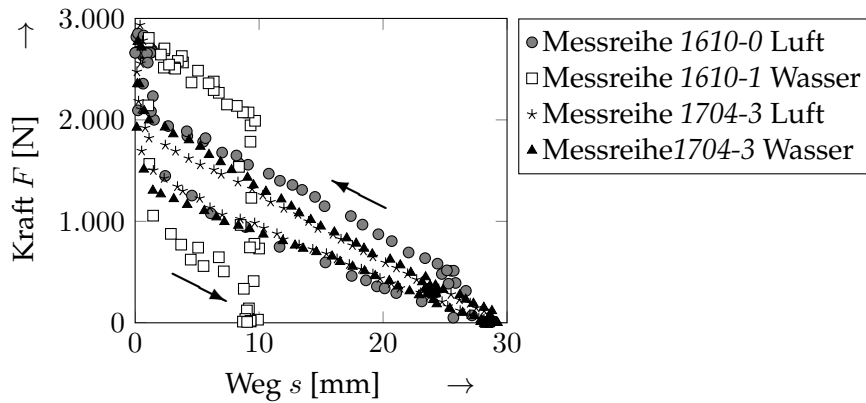 3.000
2.000
1.000
0
Kraft F [N] →
0 10 20 30
Weg s [mm] →
Messreihe 1610-0 Luft
Messreihe 1610-1 Wasser
Messreihe 1704-3 Luft
Messreihe1704-3 Wasser